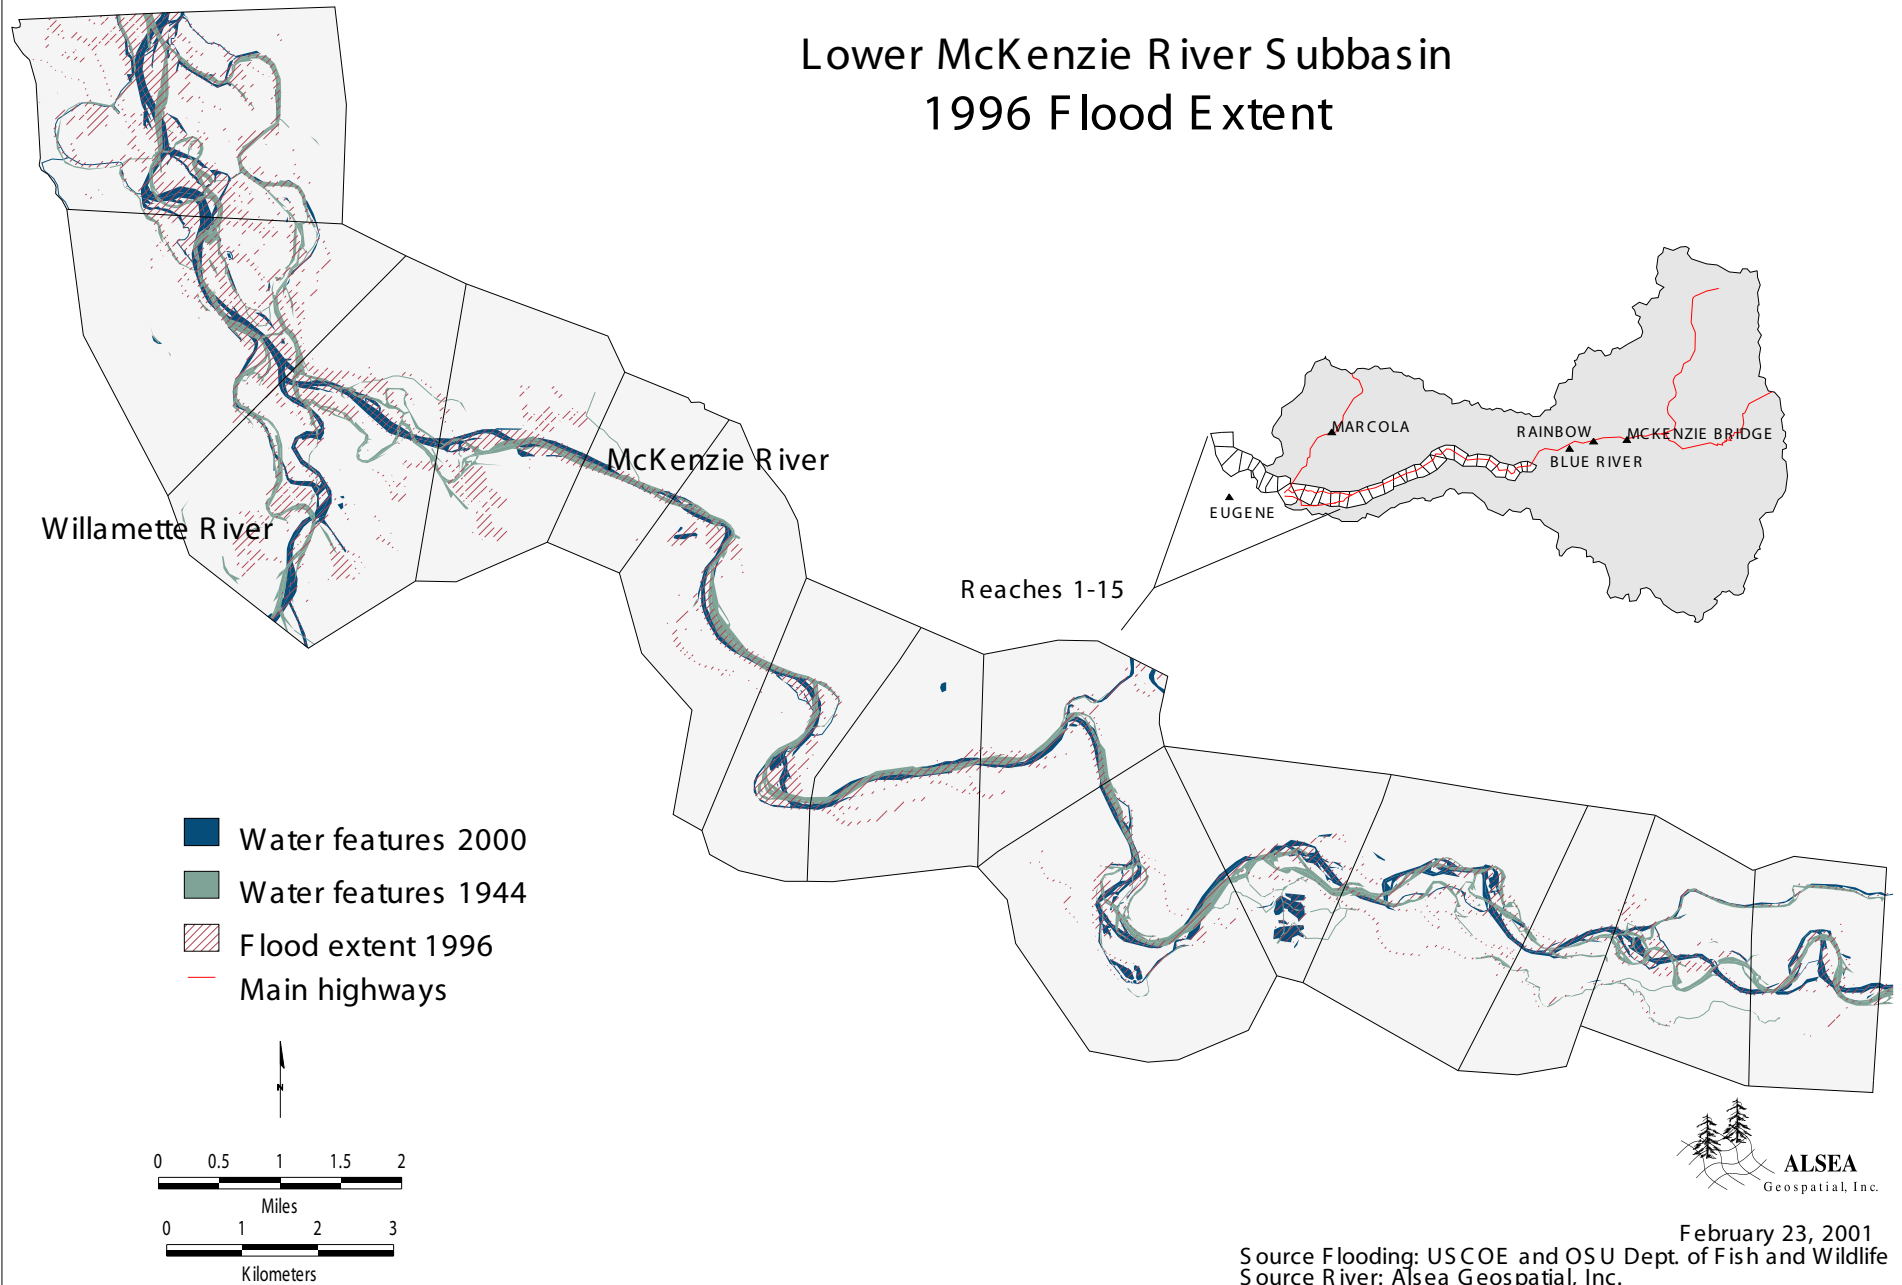 Lower McKenzie River Subbasin
1996 Flood Extent
MARCOLA
RAINBOW
MCKENZIE BRIDGE
BLUE RIVER
EUGENE
McKenzie River
Willamette River
Reaches 1-15
Water features 2000
Water features 1944
Flood extent 1996
Main highways
N
0 0.5 1 1.5 2
Miles
0 1 2 3
Kilometers
ALSEA
Geospatial, Inc.
February 23, 2001
Source Flooding: USCOE and OSU Dept. of Fish and Wildlife
Source River: Alsea Geospatial, Inc.